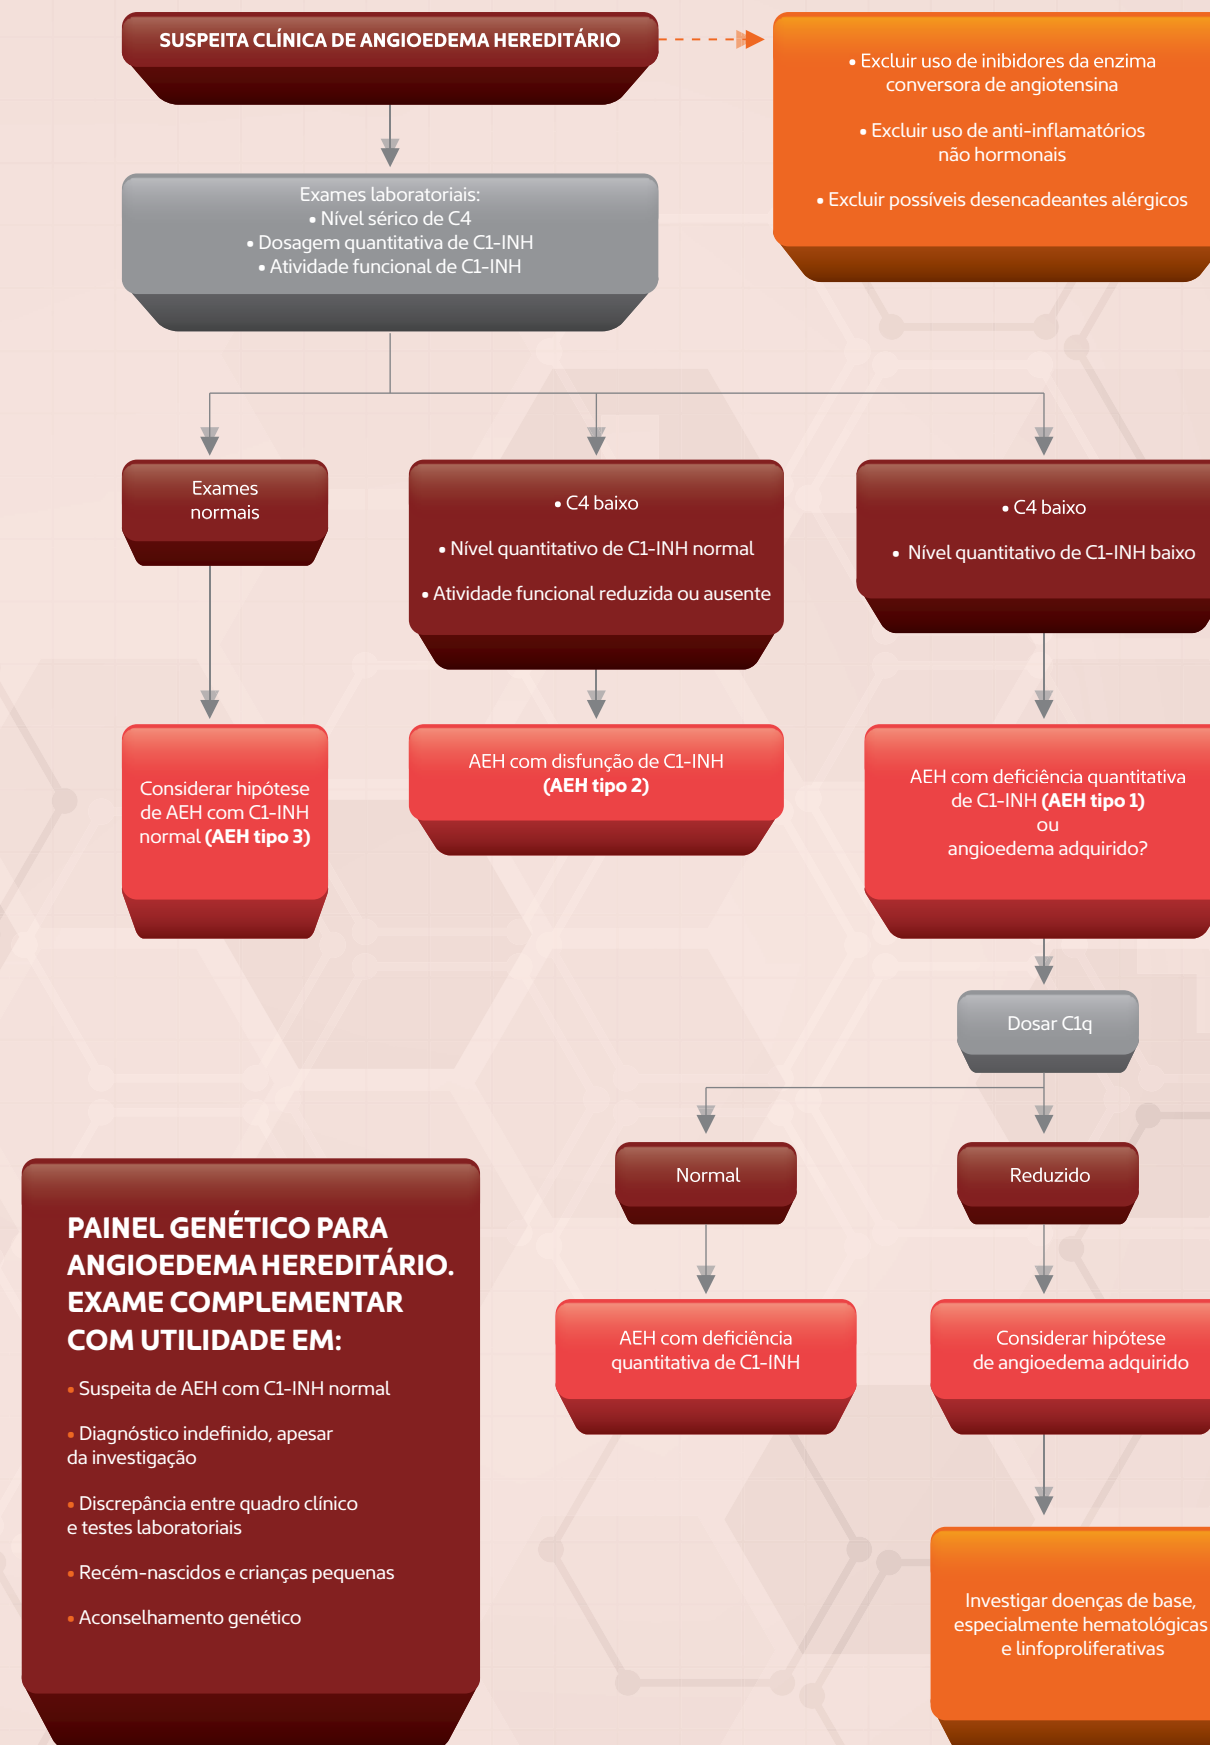 SUSPEITA CLÍNICA DE ANGIOEDEMA HEREDITÁRIO
• Excluir uso de inibidores da enzima
conversora de angiotensina
• Excluir uso de anti-inflamatórios
não hormonais
• Excluir possíveis desencadeantes alérgicos
Exames laboratoriais:
• Nível sérico de C4
• Dosagem quantitativa de C1-INH
• Atividade funcional de C1-INH
Exames
normais
• C4 baixo
• Nível quantitativo de C1-INH normal
• Atividade funcional reduzida ou ausente
• C4 baixo
• Nível quantitativo de C1-INH baixo
Considerar hipótese
de AEH com C1-INH
normal (AEH tipo 3)
AEH com disfunção de C1-INH
(AEH tipo 2)
AEH com deficiência quantitativa
de C1-INH (AEH tipo 1)
ou
angioedema adquirido?
Dosar C1q
Normal
Reduzido
AEH com deficiência
quantitativa de C1-INH
Considerar hipótese
de angioedema adquirido
Investigar doenças de base,
especialmente hematológicas
e linfoproliferativas
PAINEL GENÉTICO PARA
ANGIOEDEMA HEREDITÁRIO.
EXAME COMPLEMENTAR
COM UTILIDADE EM:
• Suspeita de AEH com C1-INH normal
• Diagnóstico indefinido, apesar
da investigação
• Discrepância entre quadro clínico
e testes laboratoriais
• Recém-nascidos e crianças pequenas
• Aconselhamento genético